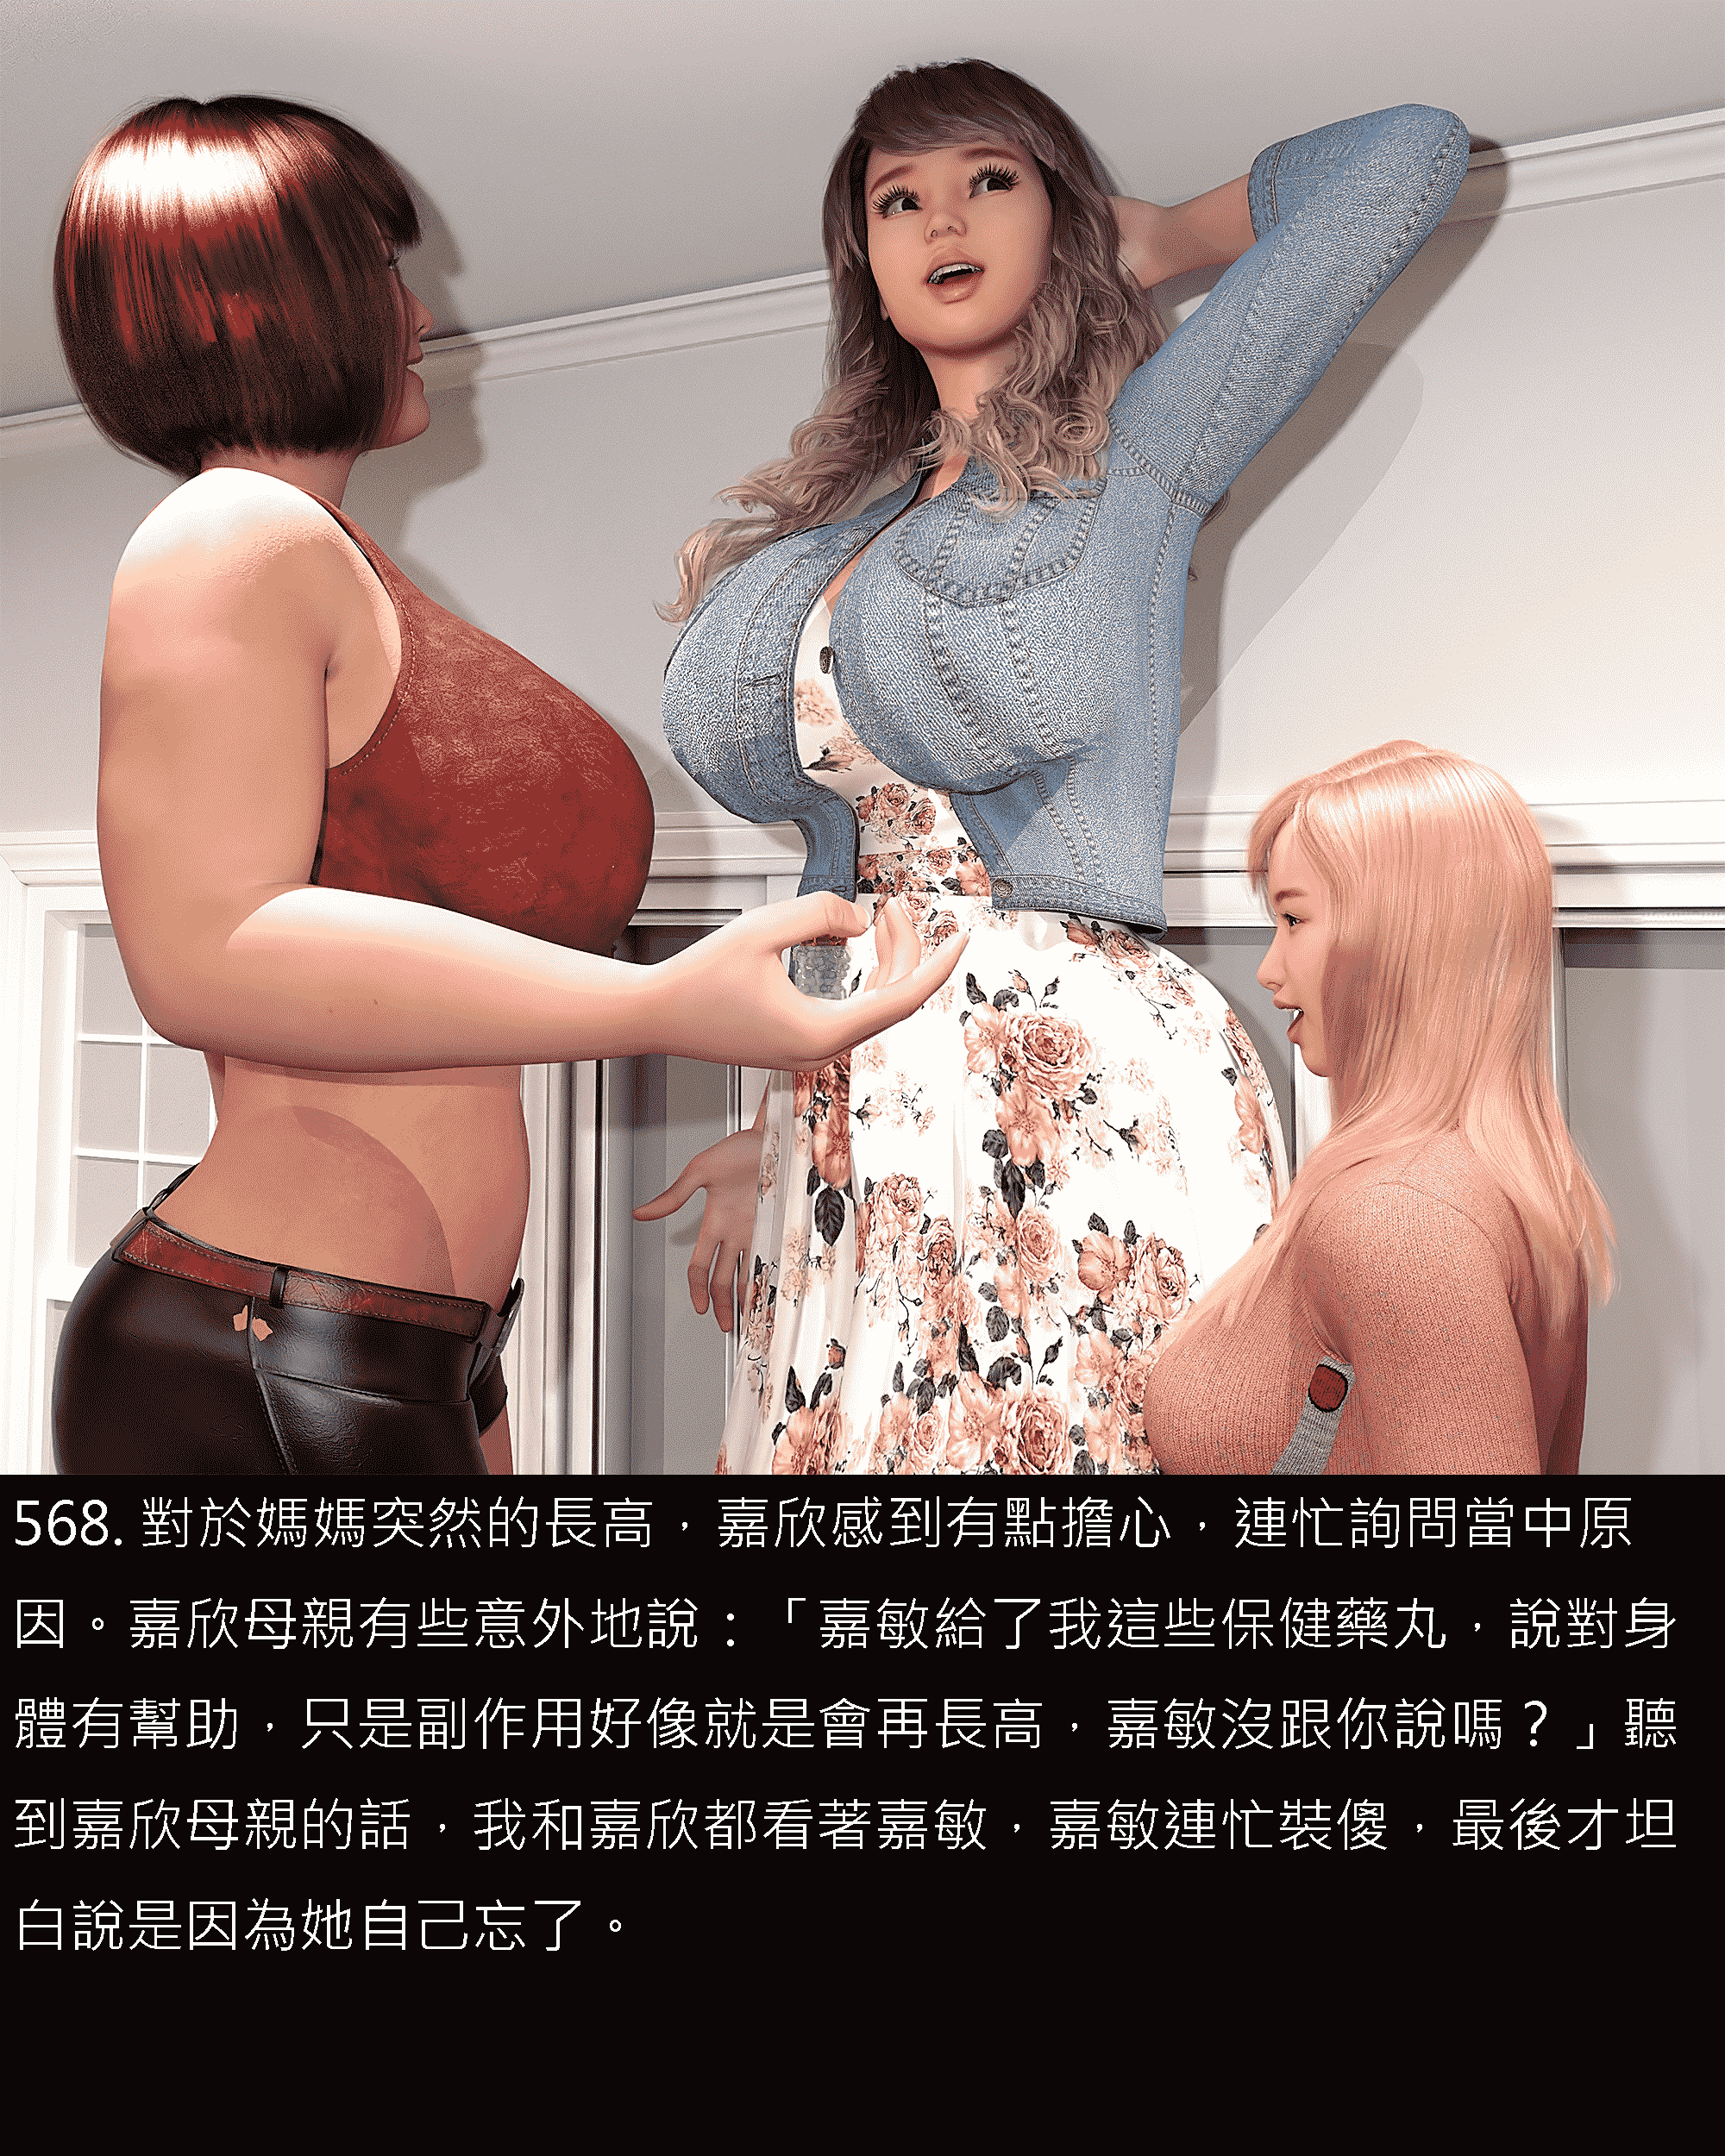 568. 對於媽媽突然的長高，嘉欣感到有點擔心，連忙詢問當中原
因。嘉欣母親有些意外地說：「嘉敏給了我這些保健藥丸，說對身
體有幫助，只是副作用好像就是會再長高，嘉敏沒跟你說嗎？」聽
到嘉欣母親的話，我和嘉欣都看著嘉敏，嘉敏連忙裝傻，最後才坦
白說是因為她自己忘了。